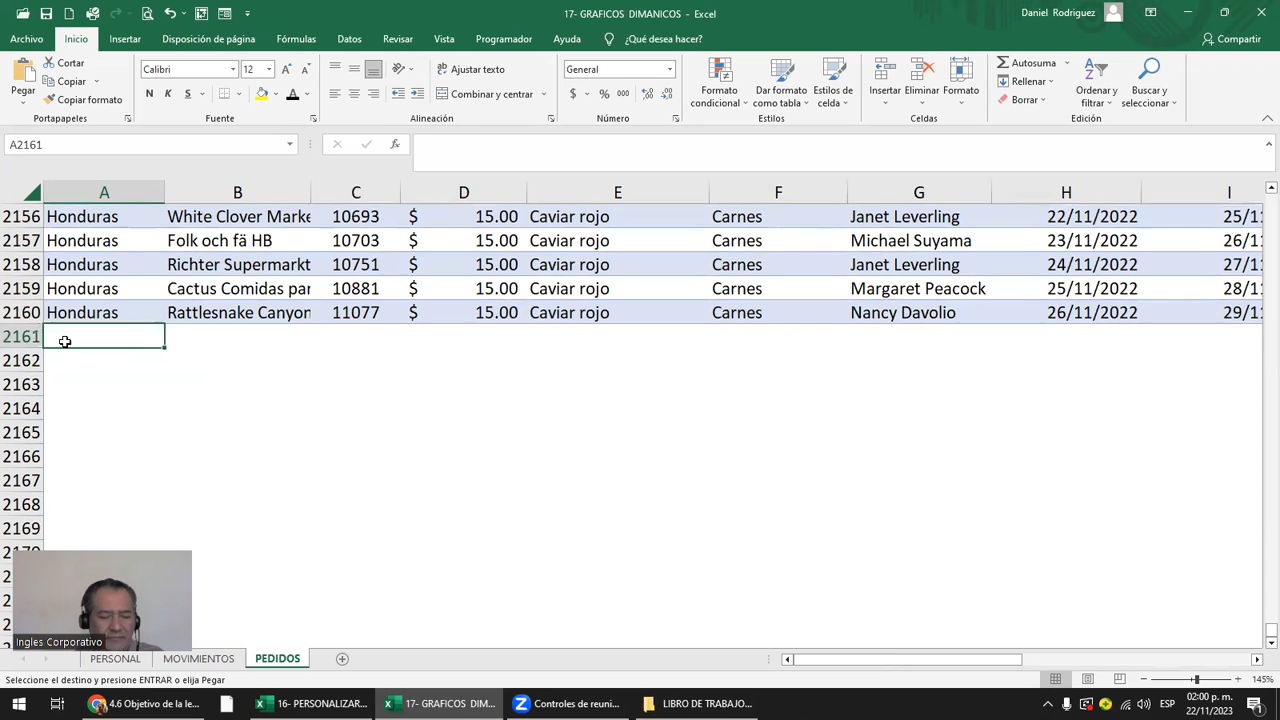 17- GRAFICOS DIMANICOS - Excel
Daniel Rodriguez
Archivo Inicio Insertar Disposición de página Fórmulas Datos Revisar Vista Programador Ayuda ¿Qué desea hacer? Compartir
Pegar
Cortar
Copiar
Copiar formato
Portapapeles
Calibri 12
N K S
Fuente
Ajustar texto
Combinar y centrar
Alineación
General
$ % 000
Número
Formato condicional
Dar formato como tabla
Estilos de celda
Estilos
Insertar Eliminar Formato
Celdas
Autosuma
Rellenar
Borrar
Ordenar y filtrar
Buscar y seleccionar
Edición
A2161 fx
A B C D E F G H I
2156 Honduras White Clover Marke 10693 $ 15.00 Caviar rojo Carnes Janet Leverling 22/11/2022 25/11
2157 Honduras Folk och fä HB 10703 $ 15.00 Caviar rojo Carnes Michael Suyama 23/11/2022 26/11
2158 Honduras Richter Supermarkt 10751 $ 15.00 Caviar rojo Carnes Janet Leverling 24/11/2022 27/11
2159 Honduras Cactus Comidas par 10881 $ 15.00 Caviar rojo Carnes Margaret Peacock 25/11/2022 28/11
2160 Honduras Rattlesnake Canyon 11077 $ 15.00 Caviar rojo Carnes Nancy Davolio 26/11/2022 29/11
2161
2162
2163
2164
2165
2166
2167
2168
2169
Ingles Corporativo
PERSONAL MOVIMIENTOS PEDIDOS
Seleccione el destino y presione ENTRAR o elija Pegar
145%
4.6 Objetivo de la le... 16- PERSONALIZAR... 17- GRAFICOS DIM... Controles de reuni... LIBRO DE TRABAJO...
ESP
02:00 p. m.
22/11/2023